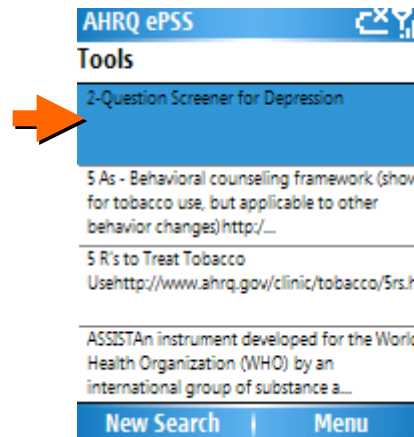 AHRQ ePSS
Tools
2-Question Screener for Depression
5 As - Behavioral counseling framework (show
for tobacco use, but applicable to other
behavior changes)http:/...
5 R's to Treat Tobacco
Usehttp://www.ahrq.gov/clinic/tobacco/5rs.h
ASSISTAn instrument developed for the World
Health Organization (WHO) by an
international group of substance a...
New Search | Menu